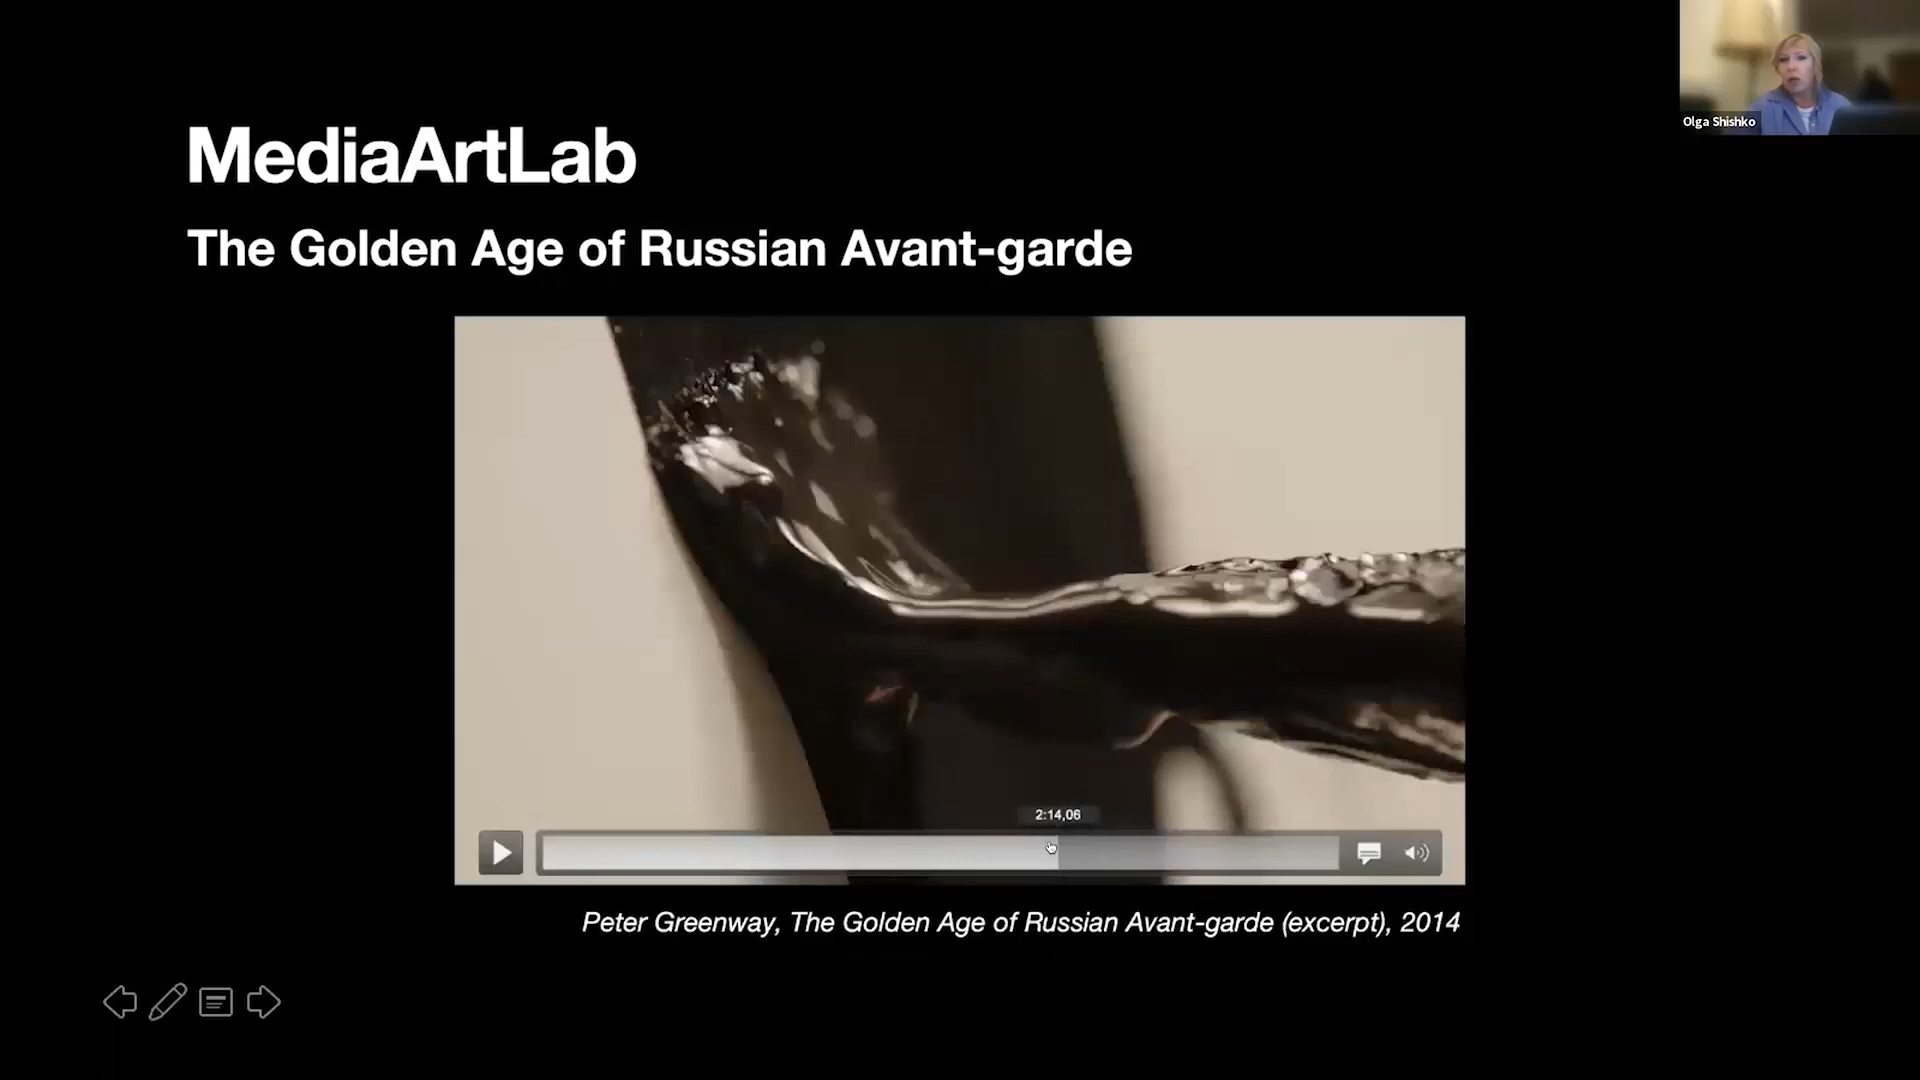 Olga Shishko
MediaArtLab
The Golden Age of Russian Avant-garde
2:14,06
Peter Greenway, The Golden Age of Russian Avant-garde (excerpt), 2014